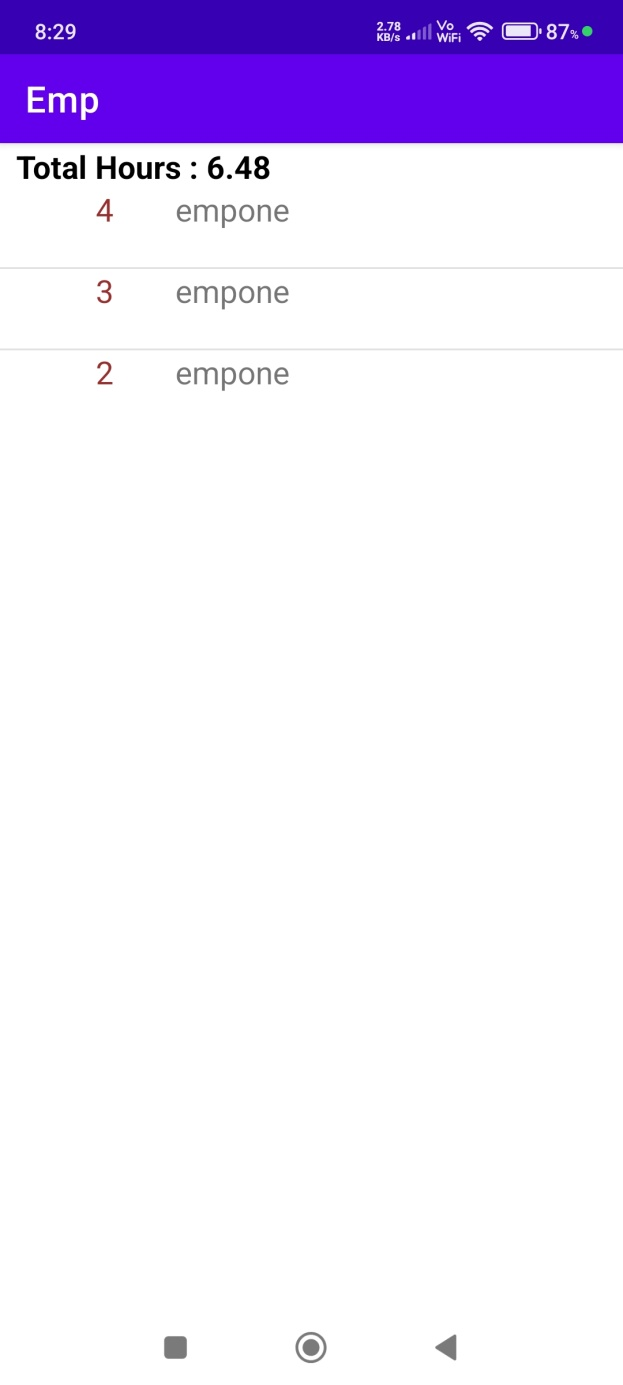 8:29 2.78 KB/s Vo WiFi 87%
Emp
Total Hours : 6.48
4 empone
3 empone
2 empone